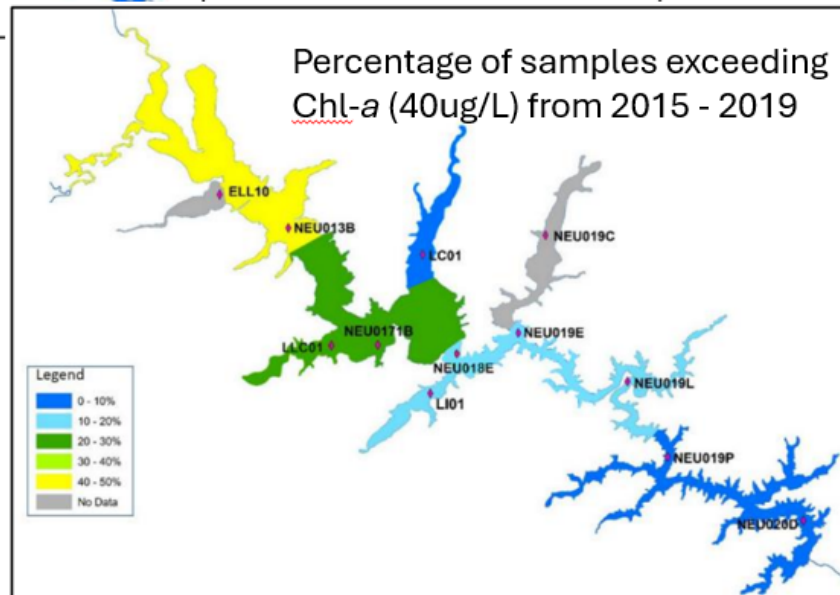 Percentage of samples exceeding
Chl-a (40ug/L) from 2015 - 2019
ELL10
NEU013B
LC01
NEU019C
NEU0171B
LLC01
NEU019E
NEU018E
NEU019L
LI01
NEU019P
NEU020D
Legend
0 - 10%
10 - 20%
20 - 30%
30 - 40%
40 - 50%
No Data